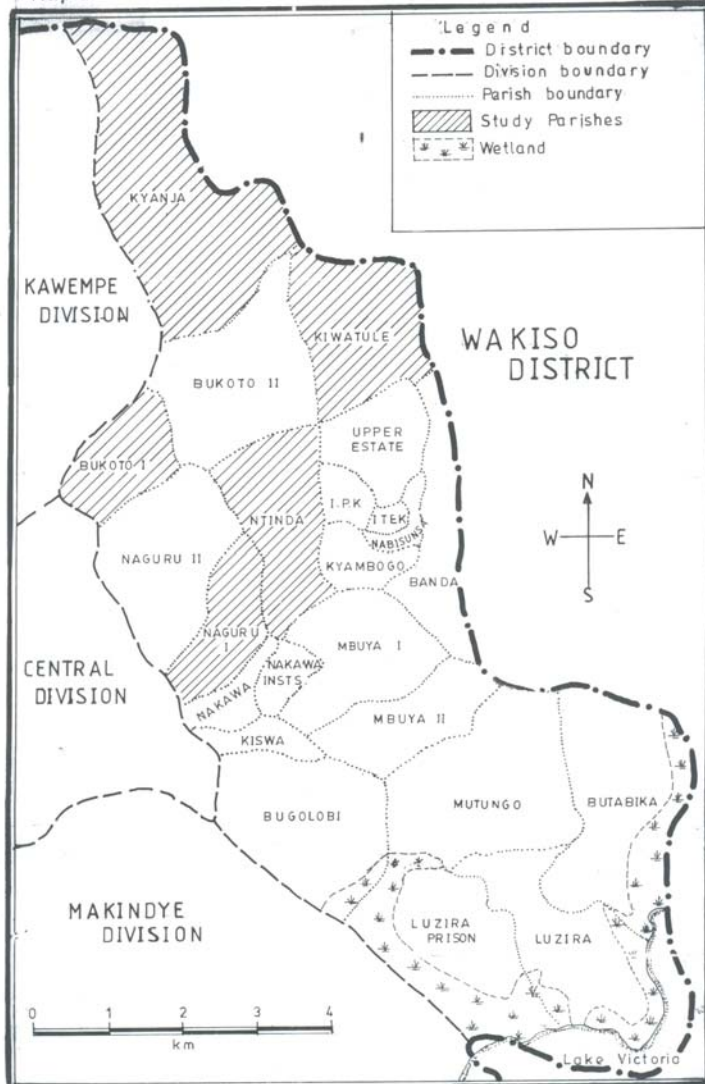 Legend
District boundary
Division boundary
Parish boundary
Study Parishes
Wetland
KYANJA
KAWEMPE
DIVISION
KIWATULE
WAKISO
DISTRICT
BUKOTO II
UPPER
ESTATE
BUKOTO I
I.P.K
ITEK
NTINDA
NABISUNSA
N
W
E
S
NAGURU II
KYAMBOGO
BANDA
NAGURU
I
MBUYA I
CENTRAL
DIVISION
NAKAWA
INSTS
NAKAWA
MBUYA II
KISWA
BUGOLOBI
MUTUNGO
BUTABIKA
MAKINDYE
DIVISION
LUZIRA
PRISON
LUZIRA
0 1 2 3 4
km
Lake Victoria